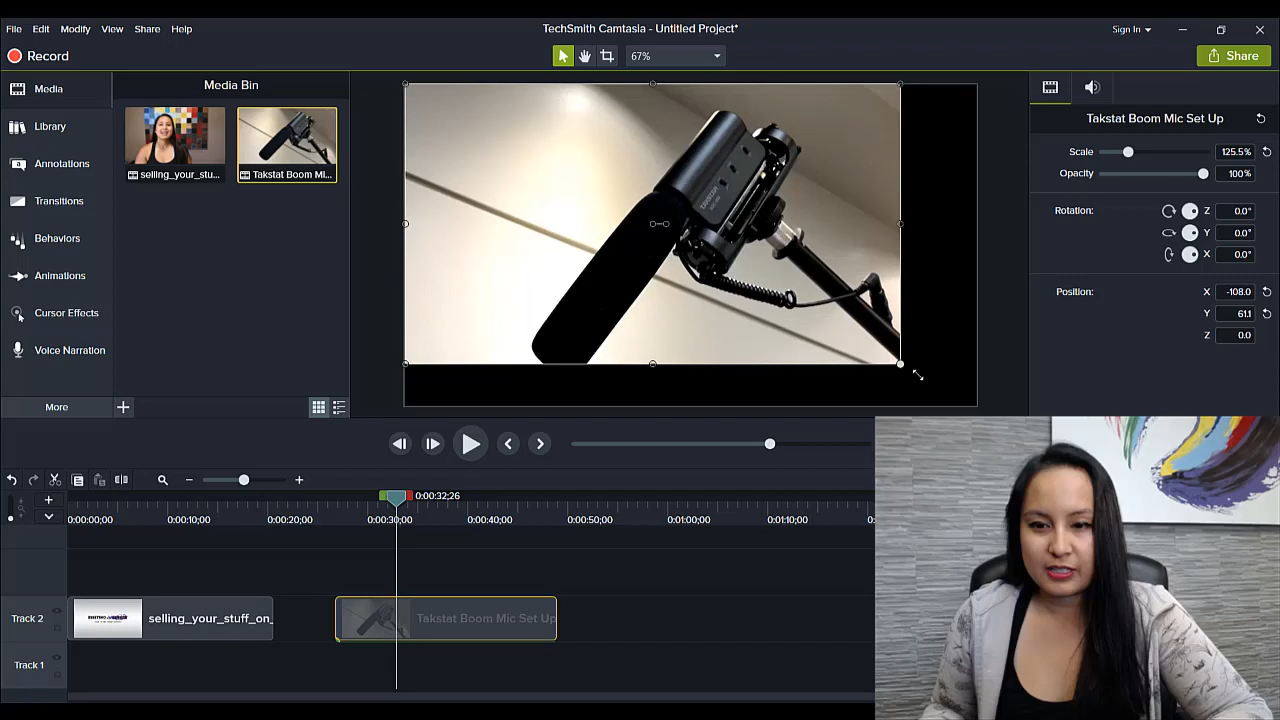 TechSmith Camtasia - Untitled Project*
File Edit Modify View Share Help
Sign In
Record
67%
Share
Media
Library
Annotations
Transitions
Behaviors
Animations
Cursor Effects
Voice Narration
More
Media Bin
selling_your_stu...
Takstat Boom Mi...
TAKSTAR
Takstat Boom Mic Set Up
Scale 125.5%
Opacity 100%
Rotation: Z 0.0°
Y 0.0°
X 0.0°
Position: X -108.0
Y 61.1
Z 0.0
0:00:32;26
0:00:00;00 0:00:10;00 0:00:20;00 0:00:30;00 0:00:40;00 0:00:50;00 0:01:00;00 0:01:10;00
Track 2
selling_your_stuff_on_
Takstat Boom Mic Set Up
Track 1